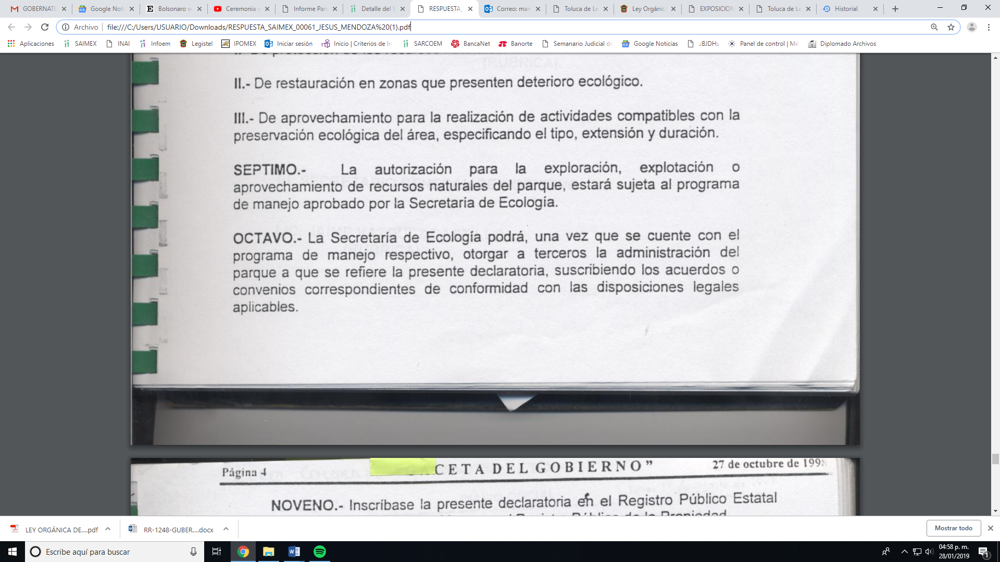 GOBERNATU
Google Noti
Bolsonaro vu
Ceremonia d
Informe Pan
Detalle del S
RESPUESTA_
Correo: mar
Toluca de Le
Ley Orgánic
EXPOSICION
Toluca de Le
Historial
Archivo
file:///C:/Users/USUARIO/Downloads/RESPUESTA_SAIMEX_00061_JESUS_MENDOZA%20(1).pdf
Aplicaciones
SAIMEX
INAI
Infoem
Legistel
IPOMEX
Iniciar sesión
Inicio | Criterios de In
SARCOEM
BancaNet
Banorte
Semanario Judicial de
Google Noticias
.:BJDH:.
Panel de control | Mé
Diplomado Archivos
II.- De restauración en zonas que presenten deterioro ecológico.
III.- De aprovechamiento para la realización de actividades compatibles con la
preservación ecológica del área, especificando el tipo, extensión y duración.
SEPTIMO.- La autorización para la exploración, explotación o
aprovechamiento de recursos naturales del parque, estará sujeta al programa
de manejo aprobado por la Secretaría de Ecología.
OCTAVO.- La Secretaría de Ecología podrá, una vez que se cuente con el
programa de manejo respectivo, otorgar a terceros la administración del
parque a que se refiere la presente declaratoria, suscribiendo los acuerdos o
convenios correspondientes de conformidad con las disposiciones legales
aplicables.
Página 4
CETA DEL GOBIERNO”
27 de octubre de 1998
NOVENO.- Inscríbase la presente declaratoria en el Registro Público Estatal
LEY ORGÁNICA DE....pdf
RR-1248-GUBER....docx
Mostrar todo
Escribe aquí para buscar
04:58 p. m.
28/01/2019
1